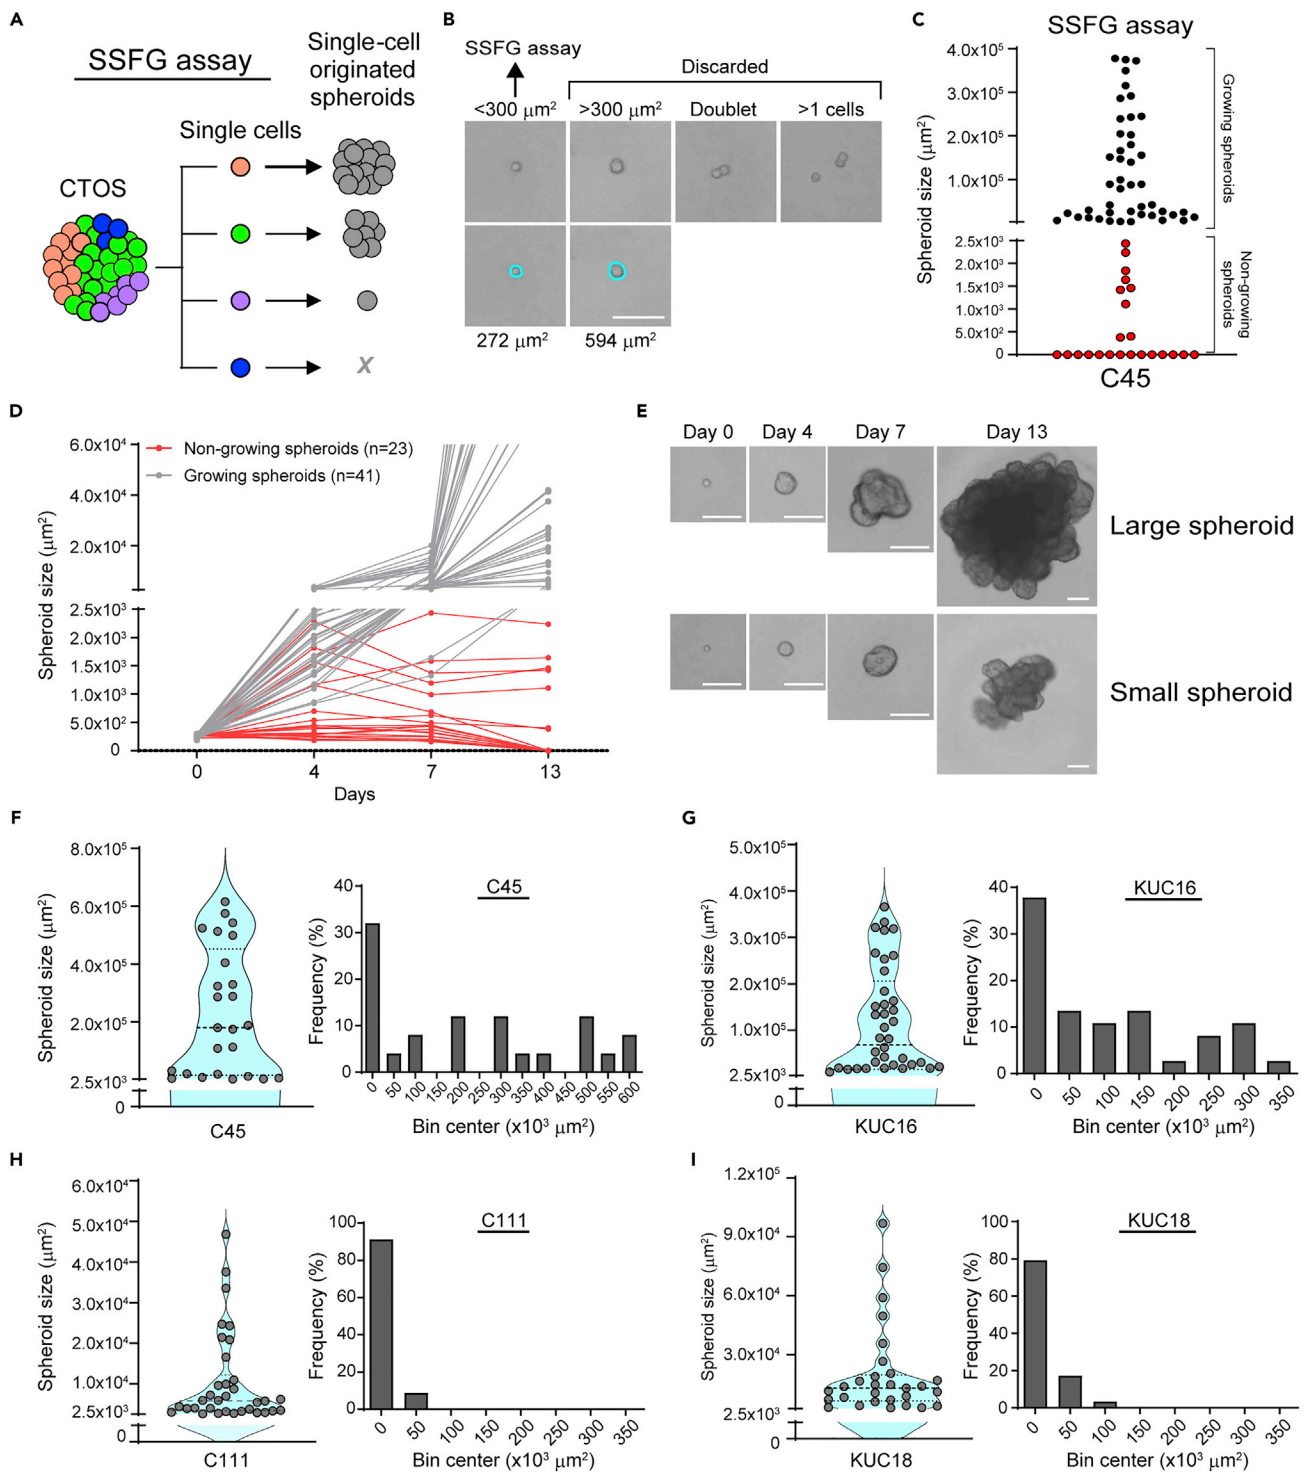 A
SSFG assay
Single-cell
originated
spheroids
Single cells
CTOS
X
B
SSFG assay
Discarded
<300 μm²
>300 μm²
Doublet
>1 cells
272 μm²
594 μm²
C
SSFG assay
Spheroid size (μm²)
4.0x10⁵
3.0x10⁵
2.0x10⁵
1.0x10⁵
2.5x10³
2.0x10³
1.5x10³
1.0x10³
5.0x10²
0
Growing spheroids
Non-growing
spheroids
C45
D
Spheroid size (μm²)
6.0x10⁴
4.0x10⁴
2.0x10⁴
2.5x10³
2.0x10³
1.5x10³
1.0x10³
5.0x10²
0
Non-growing spheroids (n=23)
Growing spheroids (n=41)
0 4 7 13
Days
E
Day 0 Day 4 Day 7 Day 13
Large spheroid
Small spheroid
F
Spheroid size (μm²)
8.0x10⁵
6.0x10⁵
4.0x10⁵
2.0x10⁵
2.5x10³
0
C45
C45
Frequency (%)
40
30
20
10
0
0 50 100 150 200 250 300 350 400 450 500 550 600
Bin center (x10³ μm²)
G
Spheroid size (μm²)
5.0x10⁵
4.0x10⁵
3.0x10⁵
2.0x10⁵
1.0x10⁵
2.5x10³
0
KUC16
KUC16
Frequency (%)
40
30
20
10
0
0 50 100 150 200 250 300 350
Bin center (x10³ μm²)
H
Spheroid size (μm²)
6.0x10⁴
5.0x10⁴
4.0x10⁴
3.0x10⁴
2.0x10⁴
1.0x10⁴
2.5x10³
0
C111
C111
Frequency (%)
100
80
60
40
20
0
0 50 100 150 200 250 300 350
Bin center (x10³ μm²)
I
Spheroid size (μm²)
1.2x10⁵
9.0x10⁴
6.0x10⁴
3.0x10⁴
2.5x10³
0
KUC18
KUC18
Frequency (%)
100
80
60
40
20
0
0 50 100 150 200 250 300 350
Bin center (x10³ μm²)